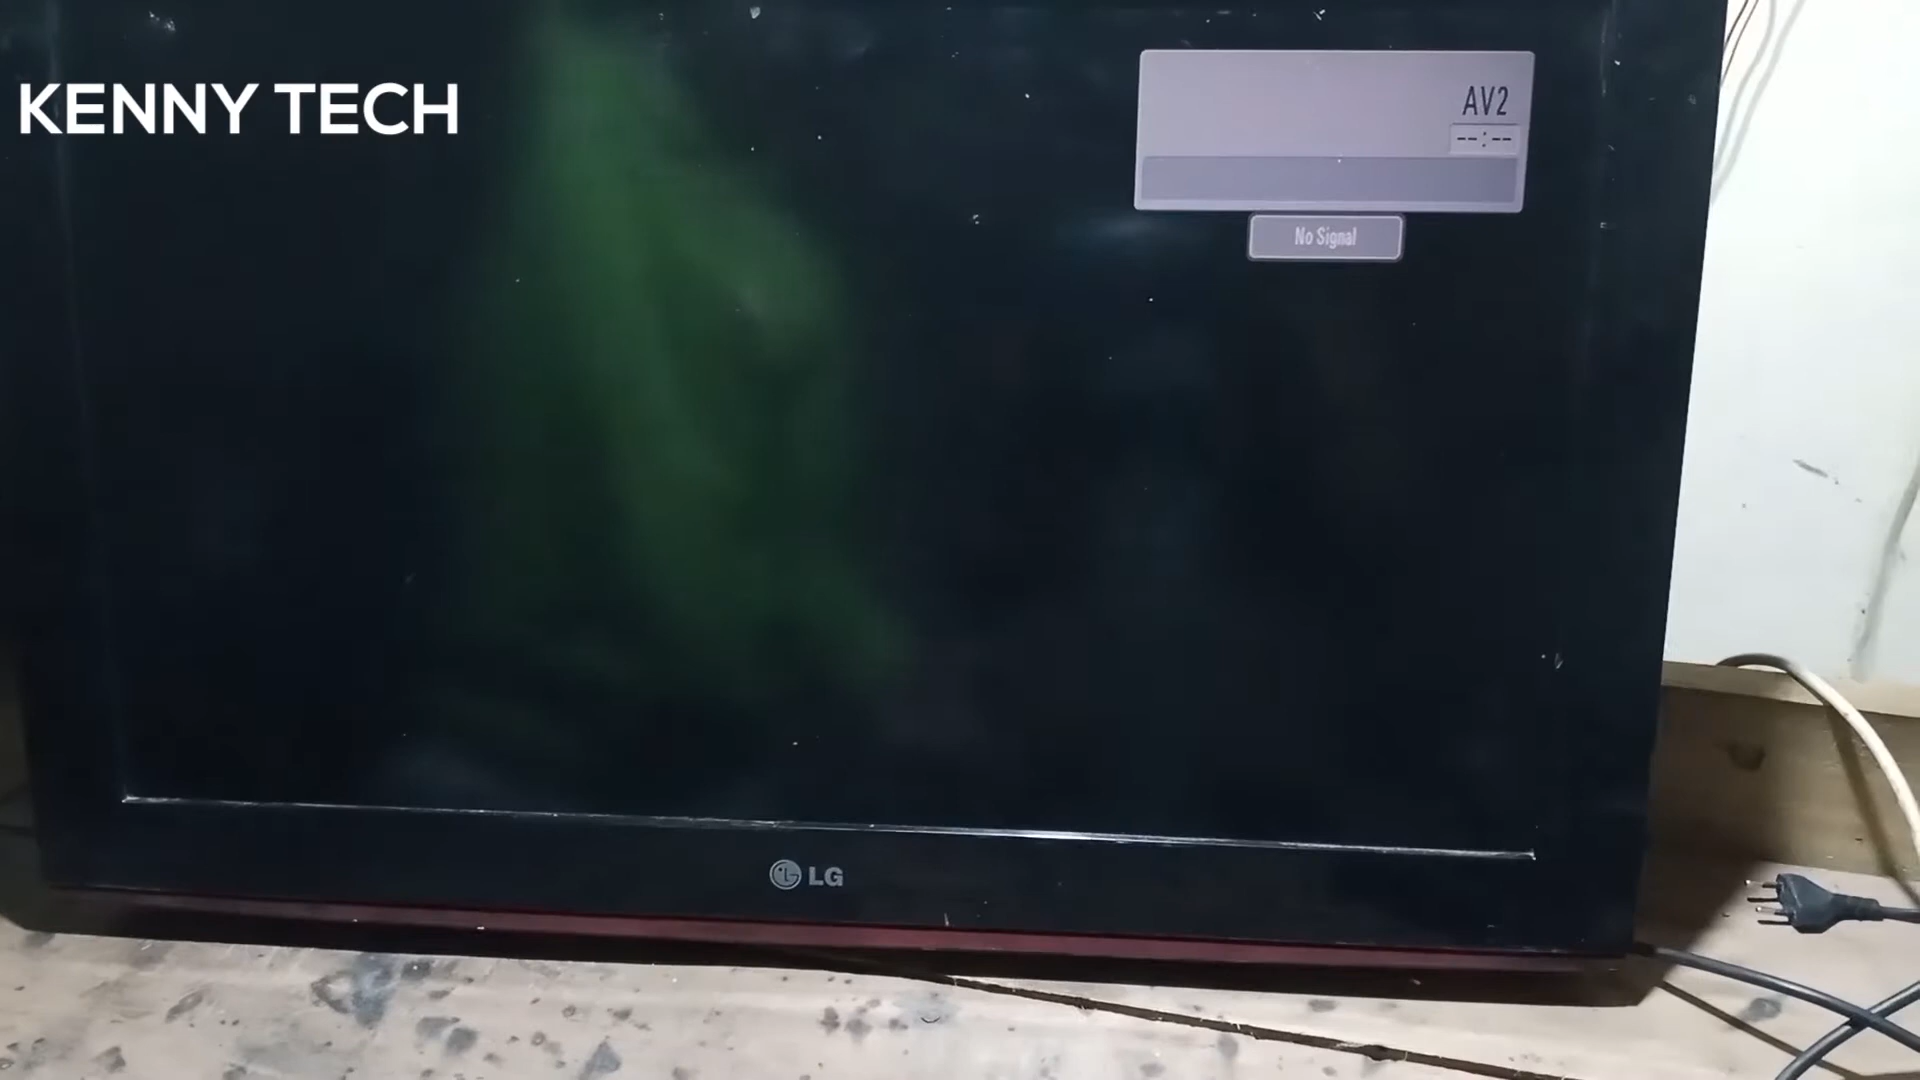 KENNY TECH
AV2
--:--
No Signal
LG